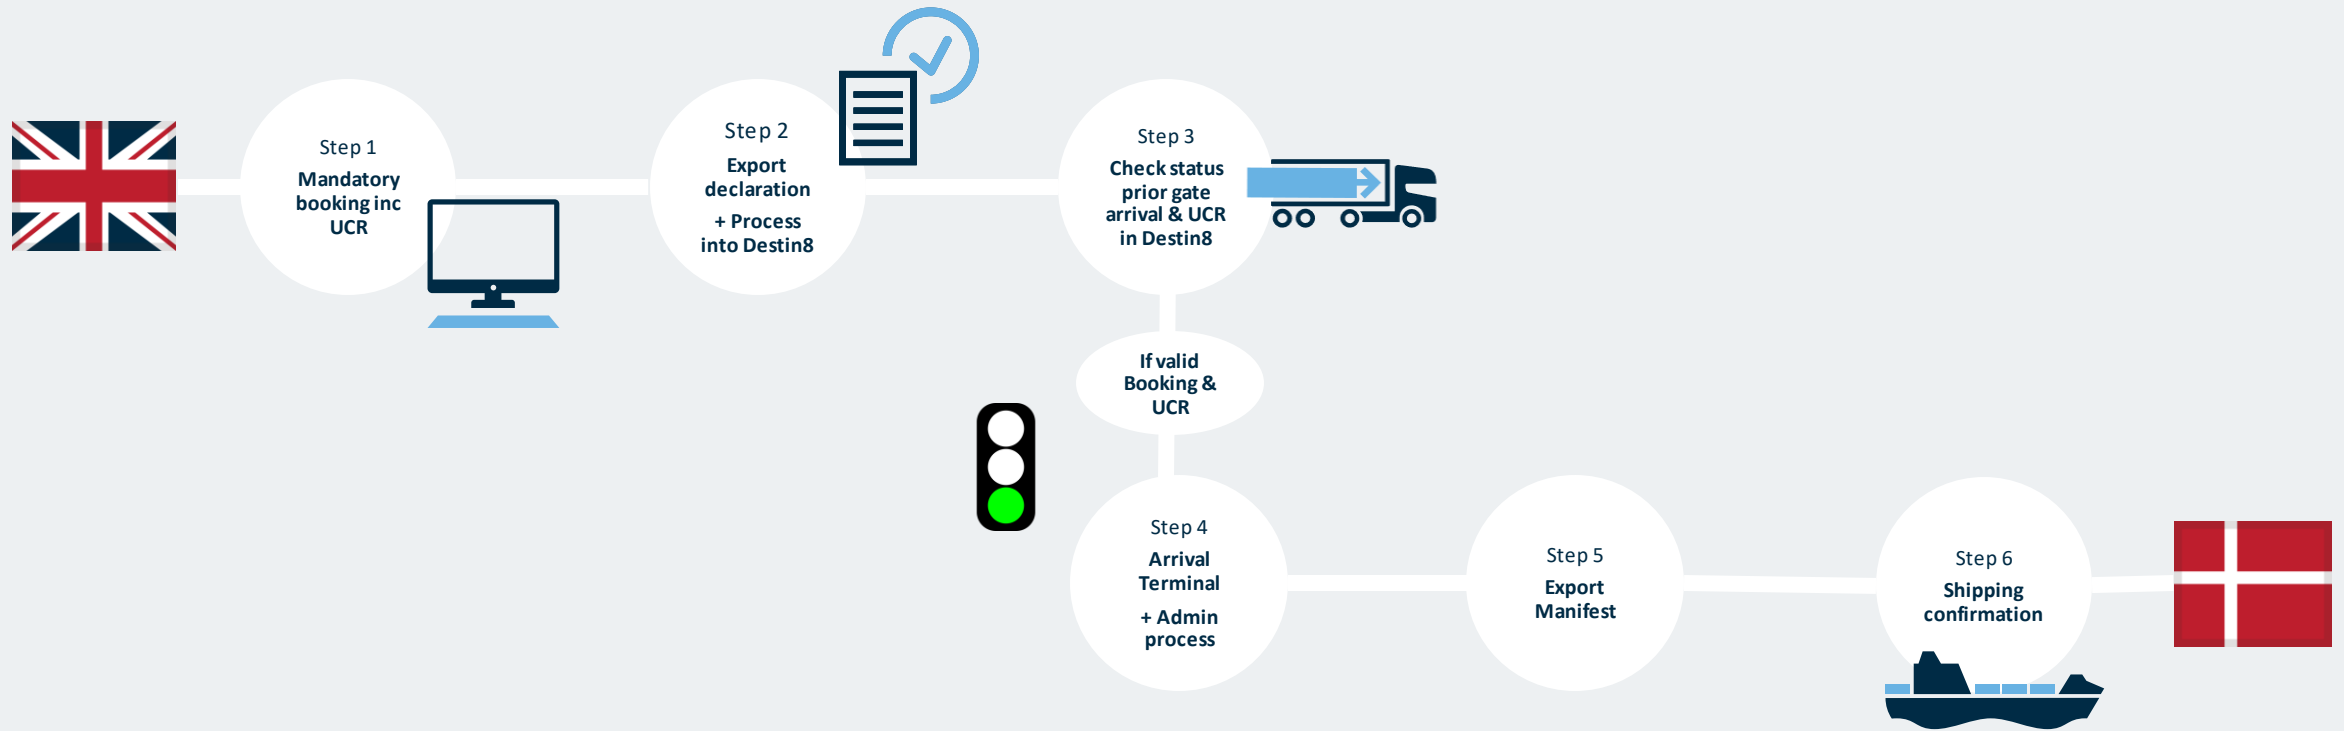 Step 1
Mandatory
booking inc
UCR
Step 2
Export
declaration
+ Process
into Destin8
Step 3
Check status
prior gate
arrival & UCR
in Destin8
If valid
Booking &
UCR
Step 4
Arrival
Terminal
+ Admin
process
Step 5
Export
Manifest
Step 6
Shipping
confirmation